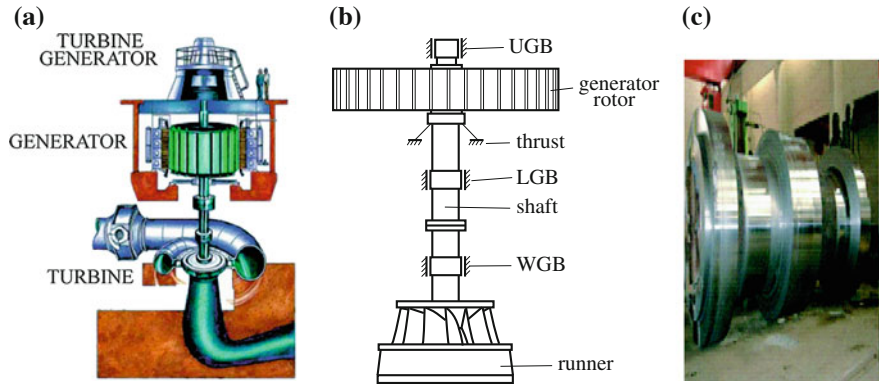 (a)
TURBINE
GENERATOR
GENERATOR
TURBINE
(b)
UGB
generator
rotor
thrust
LGB
shaft
WGB
runner
(c)